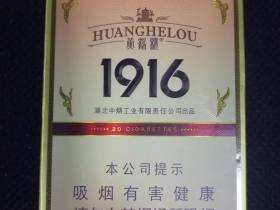 HUANGHELOU
黄鹤楼
1916
湖北中烟工业有限责任公司出品
20 CIGARETTES
本公司提示
吸烟有害健康